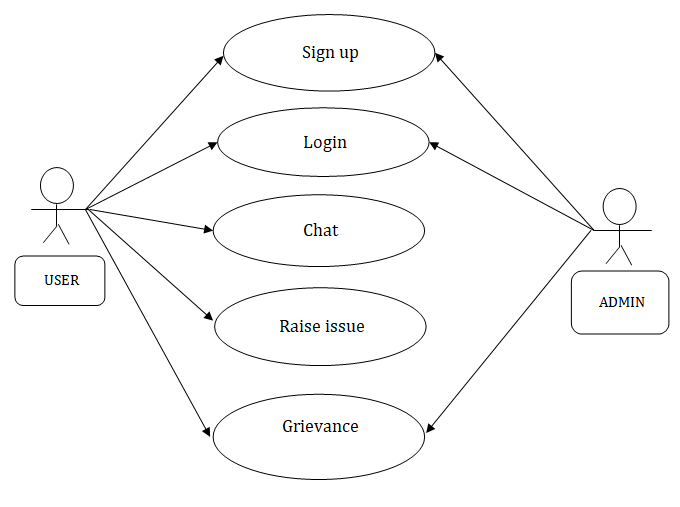 Sign up
Login
Chat
USER
ADMIN
Raise issue
Grievance